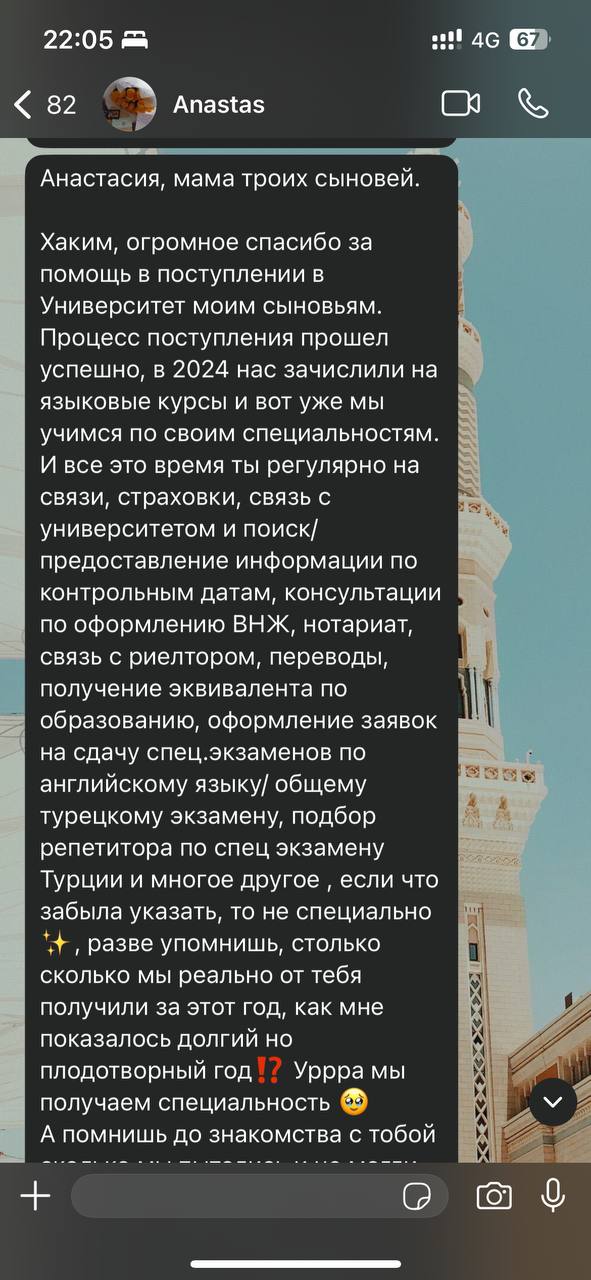 22:05
4G
67
82
Anastas
Анастасия, мама троих сыновей.
Хаким, огромное спасибо за
помощь в поступлении в
Университет моим сыновьям.
Процесс поступления прошел
успешно, в 2024 нас зачислили на
языковые курсы и вот уже мы
учимся по своим специальностям.
И все это время ты регулярно на
связи, страховки, связь с
университетом и поиск/
предоставление информации по
контрольным датам, консультации
по оформлению ВНЖ, нотариат,
связь с риелтором, переводы,
получение эквивалента по
образованию, оформление заявок
на сдачу спец.экзаменов по
английскому языку/ общему
турецкому экзамену, подбор
репетитора по спец экзамену
Турции и многое другое , если что
забыла указать, то не специально
✨, разве упомнишь, столько
сколько мы реально от тебя
получили за этот год, как мне
показалось долгий но
плодотворный год⁉️ Уррра мы
получаем специальность 🥹
А помнишь до знакомства с тобой